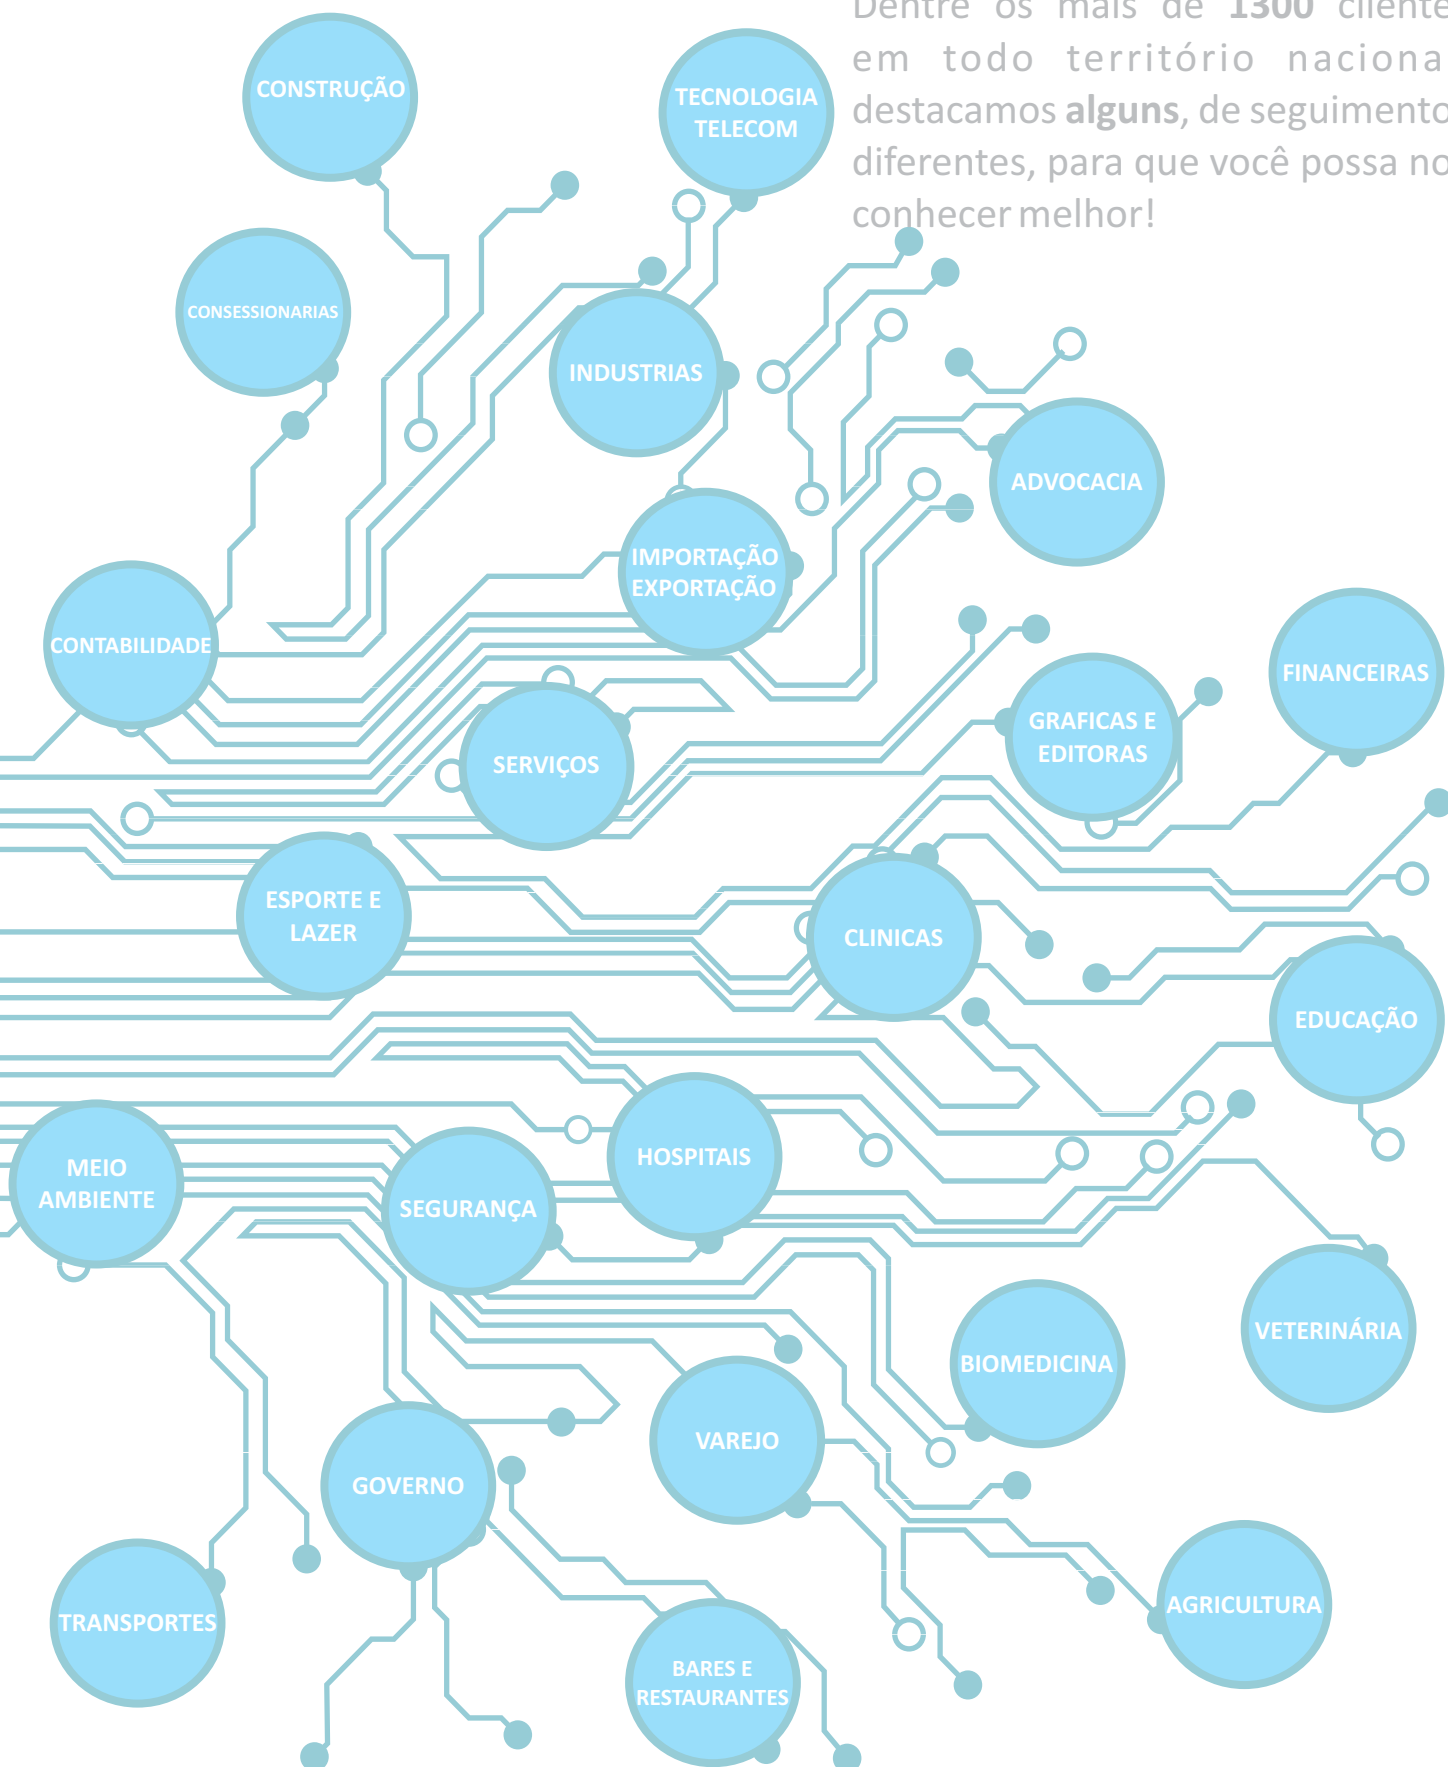 Dentre os mais de 1300 cliente
em todo território naciona
destacamos alguns, de seguimento
diferentes, para que você possa no
conhecer melhor!
CONSTRUÇÃO
TECNOLOGIA
TELECOM
CONSESSIONARIAS
INDUSTRIAS
ADVOCACIA
IMPORTAÇÃO
EXPORTAÇÃO
CONTABILIDADE
FINANCEIRAS
GRAFICAS E
EDITORAS
SERVIÇOS
ESPORTE E
LAZER
CLINICAS
EDUCAÇÃO
HOSPITAIS
MEIO
AMBIENTE
SEGURANÇA
VETERINÁRIA
BIOMEDICINA
VAREJO
GOVERNO
AGRICULTURA
TRANSPORTES
BARES E
RESTAURANTES